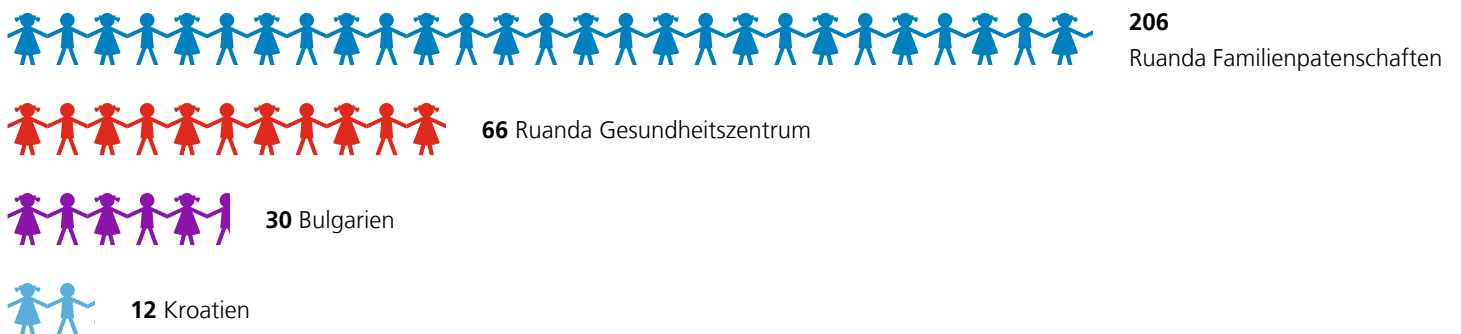 206
Ruanda Familienpatenschaften
66 Ruanda Gesundheitszentrum
30 Bulgarien
12 Kroatien